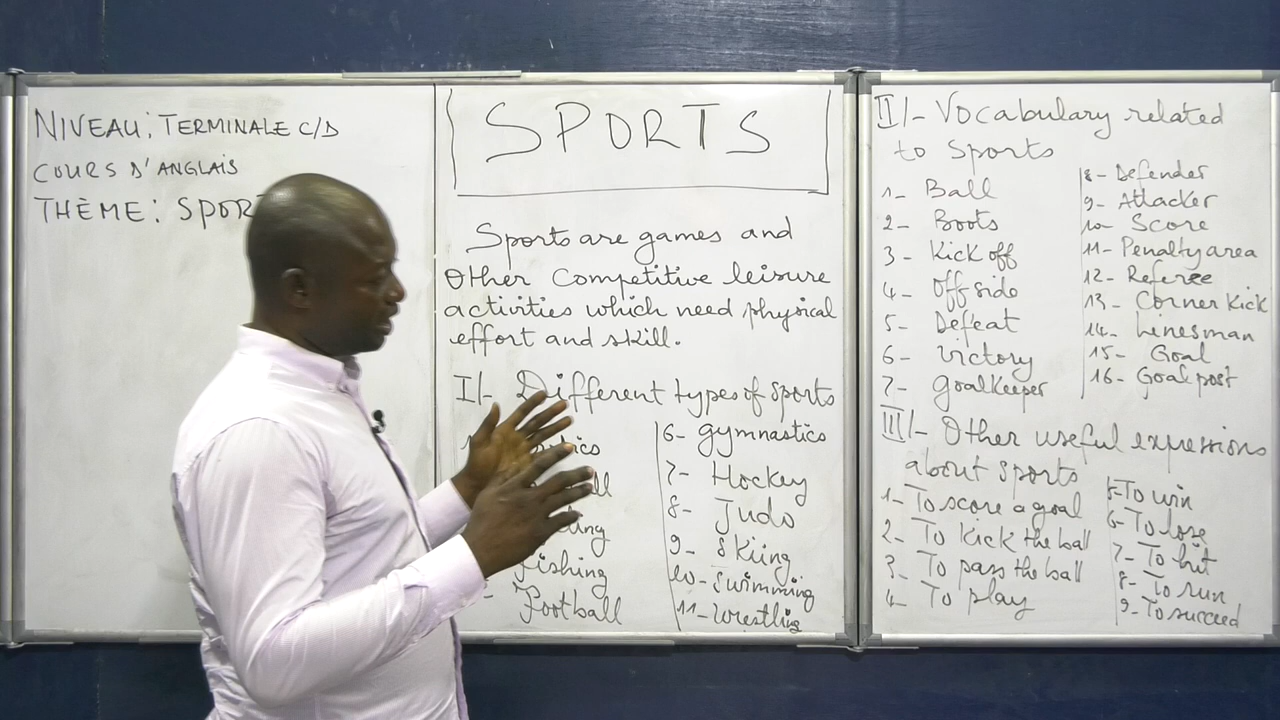 NIVEAU: TERMINALE C/D
COURS D'ANGLAIS
THÈME: SPOR
SPORTS
Sports are games and
Other Competitive leisure
activities which need physical
effort and skill.
I/- Different types of sports
Fishing
Football
6- Gymnastics
7- Hockey
8- Judo
9- Skiing
10- Swimming
11- Wrestling
II/- Vocabulary related
to Sports
1- Ball
2- Boots
3- Kick off
4- Off side
5- Defeat
6- Victory
7- Goalkeeper
8- Defender
9- Attacker
10- Score
11- Penalty area
12- Referee
13- Corner Kick
14- Linesman
15- Goal
16- Goal post
III/- Other useful expressions
about sports
1- To score a goal
2- To Kick the ball
3- To pass the ball
4- To play
5- To win
6- To lose
7- To hit
8- To run
9- To succeed